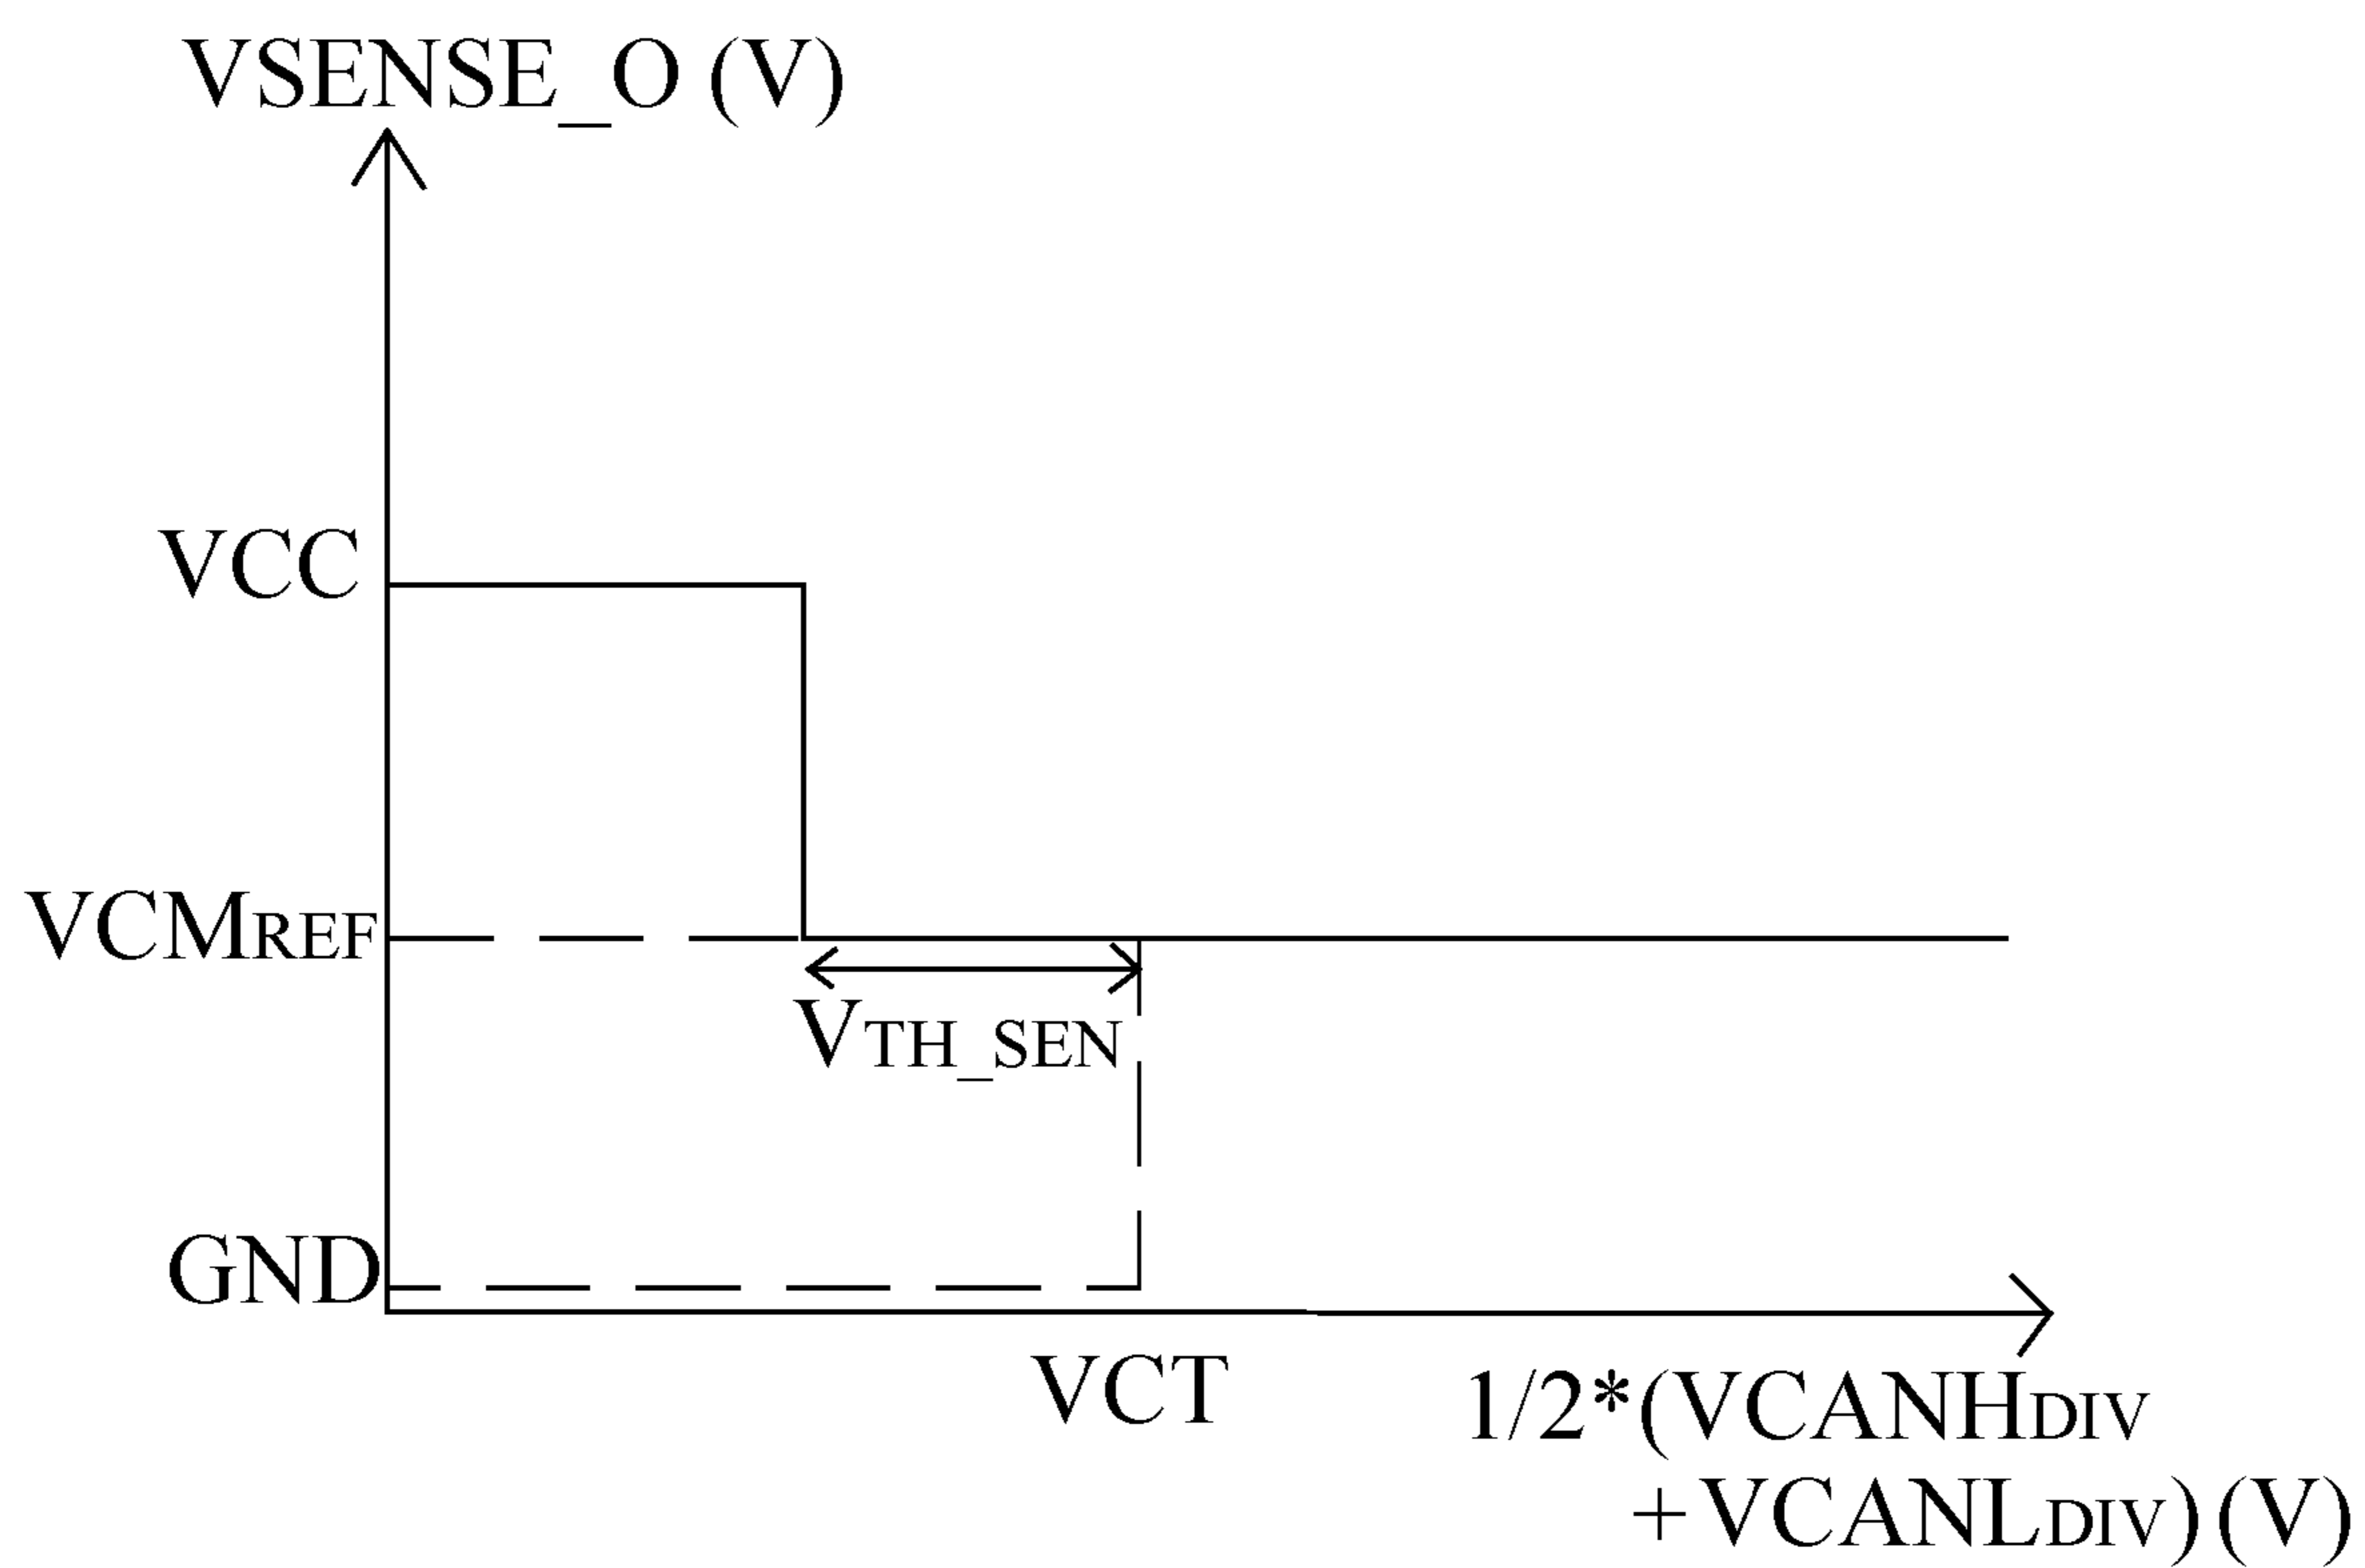 VSENSE_O (V)
VCC
VCMREF
VTH_SEN
GND
VCT
1/2*(VCANHDIV
+VCANLDIV) (V)